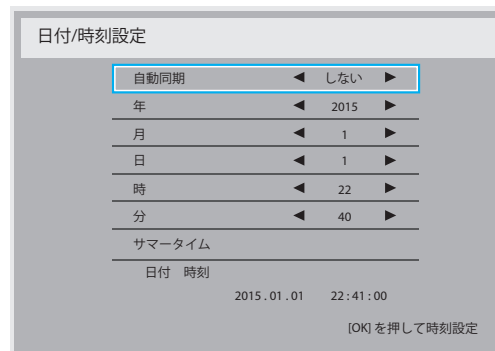 日付/時刻設定
自動同期 ◀ しない ▶
年 ◀ 2015 ▶
月 ◀ 1 ▶
日 ◀ 1 ▶
時 ◀ 22 ▶
分 ◀ 40 ▶
サマータイム
日付 時刻
2015 . 01 . 01 22 : 41 : 00
[OK] を押して時刻設定